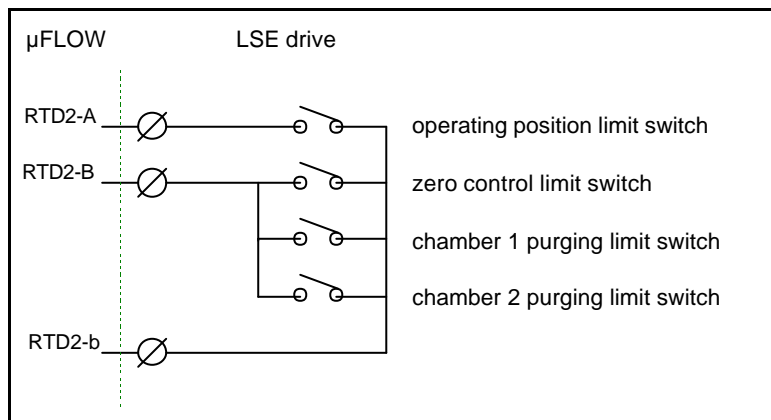 µFLOW LSE drive
RTD2-A operating position limit switch
RTD2-B zero control limit switch
chamber 1 purging limit switch
chamber 2 purging limit switch
RTD2-b